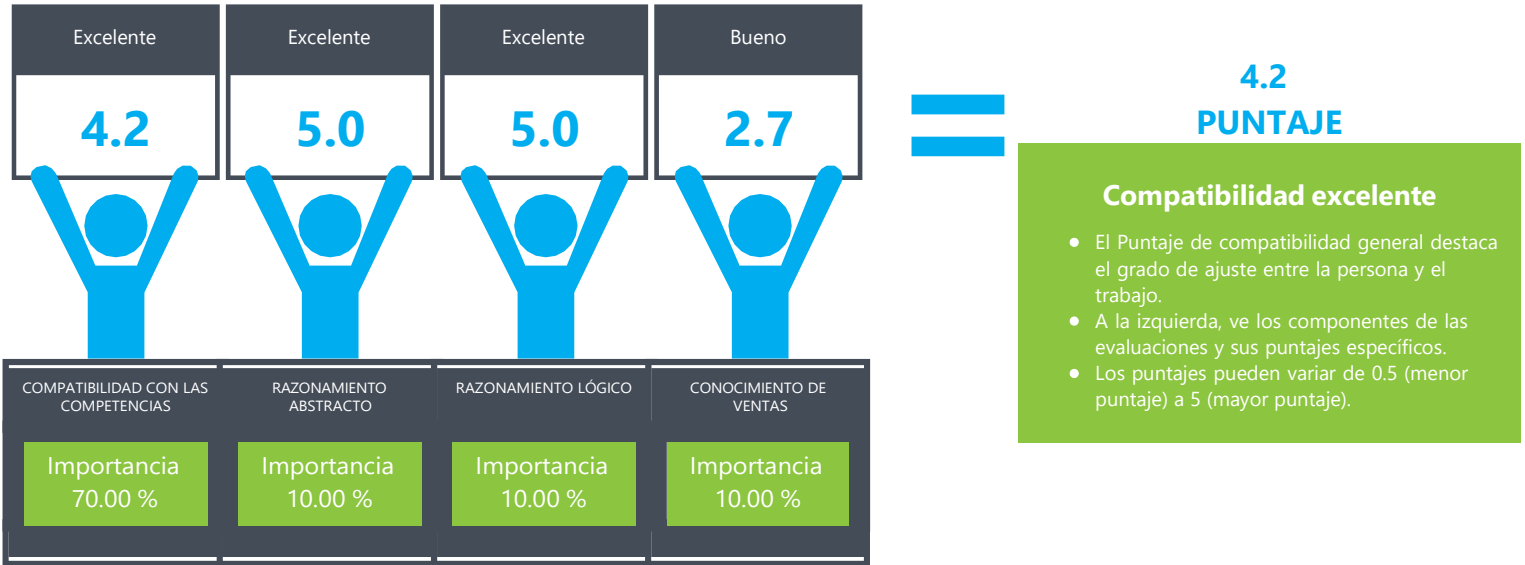 Excelente
Excelente
Excelente
Bueno
4.2
5.0
5.0
2.7
COMPATIBILIDAD CON LAS
COMPETENCIAS
RAZONAMIENTO
ABSTRACTO
RAZONAMIENTO LÓGICO
CONOCIMIENTO DE
VENTAS
Importancia
70.00 %
Importancia
10.00 %
Importancia
10.00 %
Importancia
10.00 %
4.2
PUNTAJE
Compatibilidad excelente
● El Puntaje de compatibilidad general destaca
el grado de ajuste entre la persona y el
trabajo.
● A la izquierda, ve los componentes de las
evaluaciones y sus puntajes específicos.
● Los puntajes pueden variar de 0.5 (menor
puntaje) a 5 (mayor puntaje).